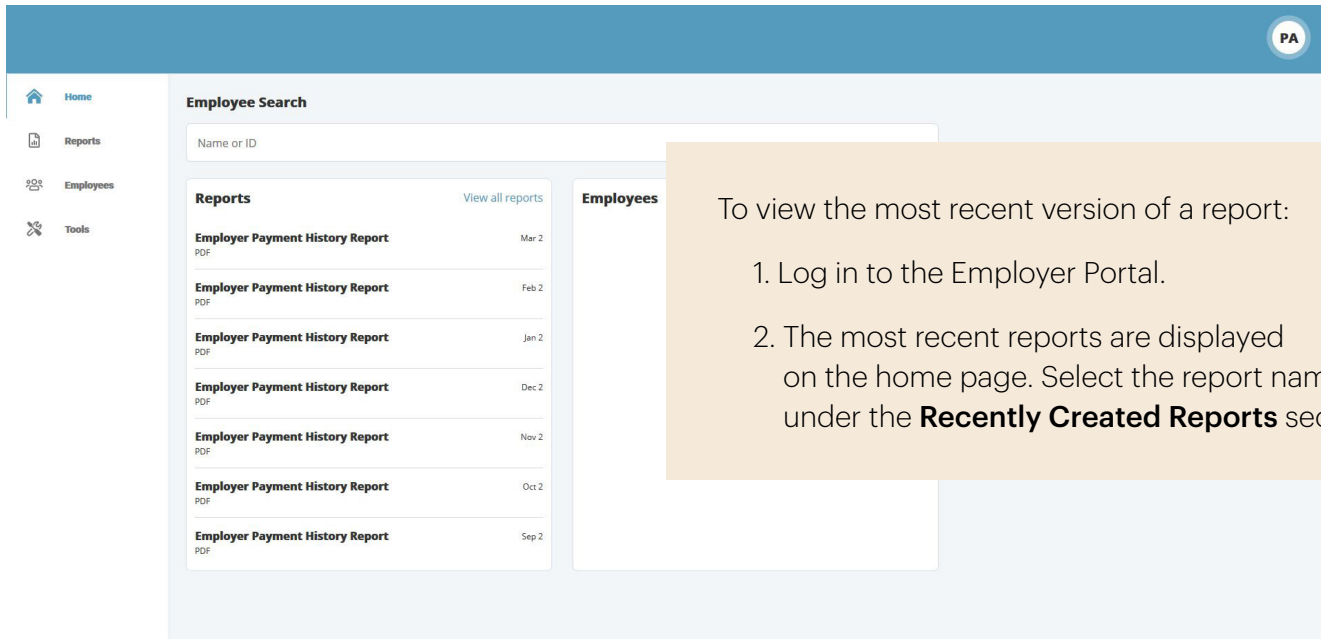 PA
Home
Reports
Employees
Tools
Employee Search
Name or ID
Reports
View all reports
Employer Payment History Report
Mar 2
PDF
Employer Payment History Report
Feb 2
PDF
Employer Payment History Report
Jan 2
PDF
Employer Payment History Report
Dec 2
PDF
Employer Payment History Report
Nov 2
PDF
Employer Payment History Report
Oct 2
PDF
Employer Payment History Report
Sep 2
PDF
Employees
To view the most recent version of a report:
1. Log in to the Employer Portal.
2. The most recent reports are displayed
on the home page. Select the report
under the Recently Created Reports